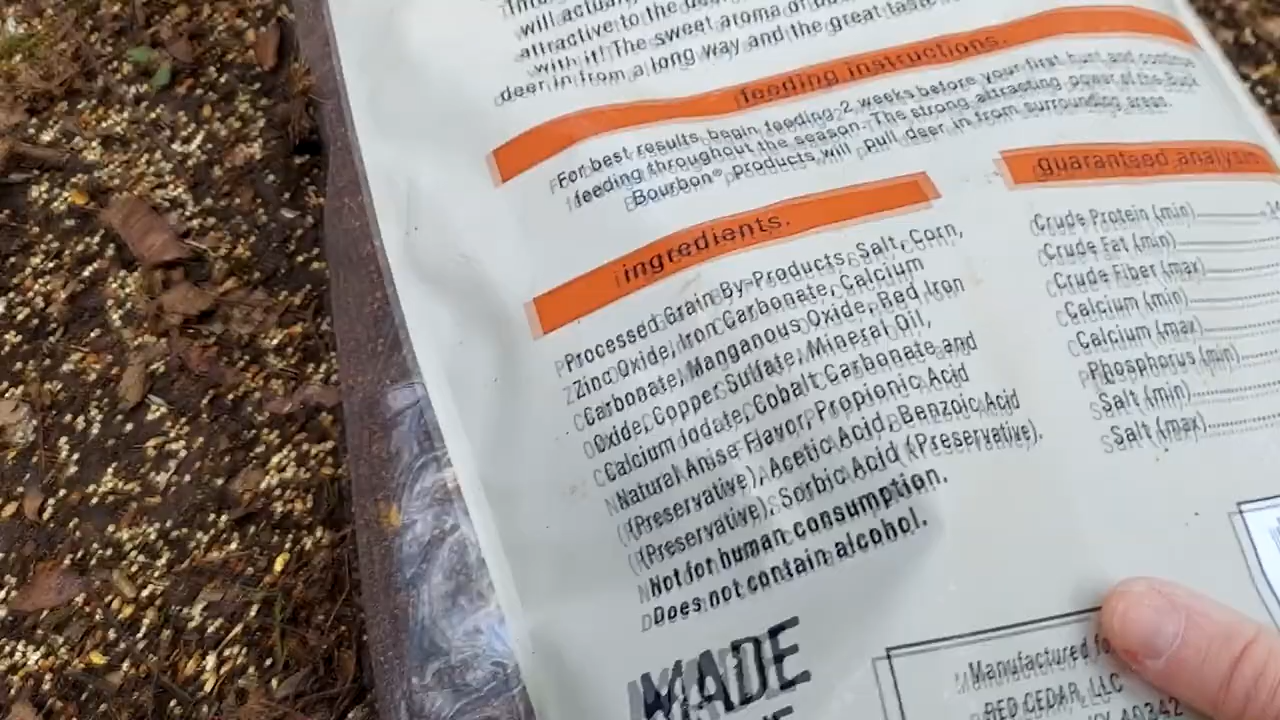 will actually
attractive to the
with it! The sweet aroma of
deer in from a long way and the great taste
feeding instructions.
For best results, begin feeding 2 weeks before your first hunt and continue
feeding throughout the season. The strong attracting power of the Buck
Bourbon® products will pull deer in from surrounding areas.
ingredients.
Processed Grain By-Products, Salt, Corn,
Zinc Oxide, Iron Carbonate, Calcium
Carbonate, Manganous Oxide, Red Iron
Oxide, Copper Sulfate, Mineral Oil,
Calcium Iodate, Cobalt Carbonate and
Natural Anise Flavor, Propionic Acid
(Preservative), Acetic Acid, Benzoic Acid
(Preservative), Sorbic Acid (Preservative).
Not for human consumption.
Does not contain alcohol.
MADE
guaranteed analysis
Crude Protein (min)
Crude Fat (min)
Crude Fiber (max)
Calcium (min)
Calcium (max)
Phosphorus (min)
Salt (min)
Salt (max)
Manufactured fo
RED CEDAR, LLC
40342